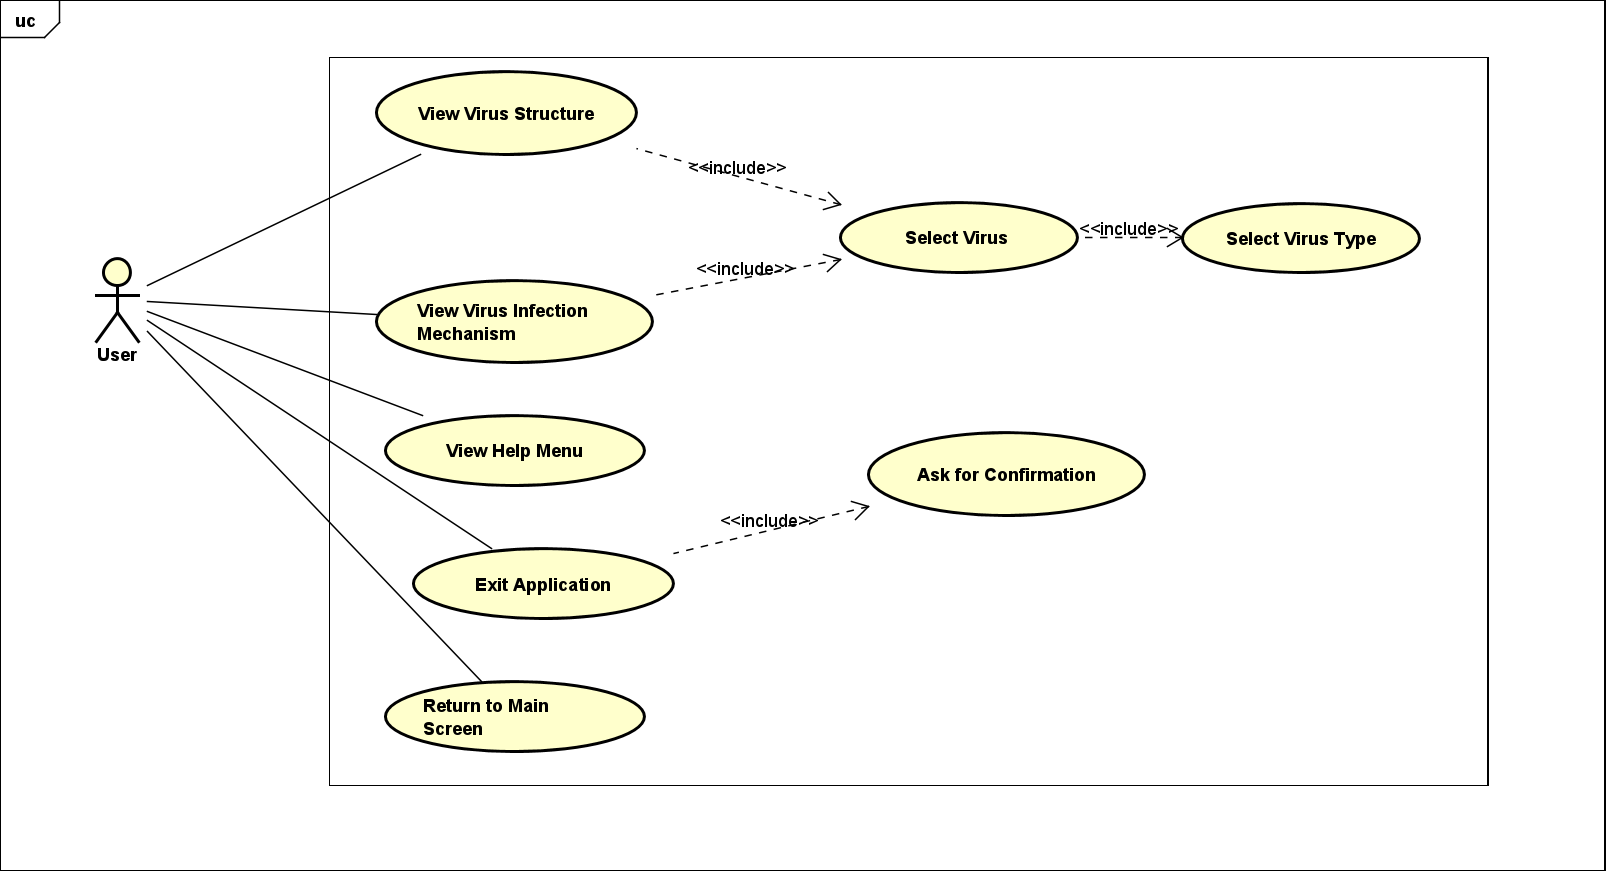 uc
View Virus Structure
<<include>>
Select Virus
<<include>>
Select Virus Type
<<include>>
View Virus Infection
Mechanism
User
View Help Menu
Ask for Confirmation
<<include>>
Exit Application
Return to Main
Screen